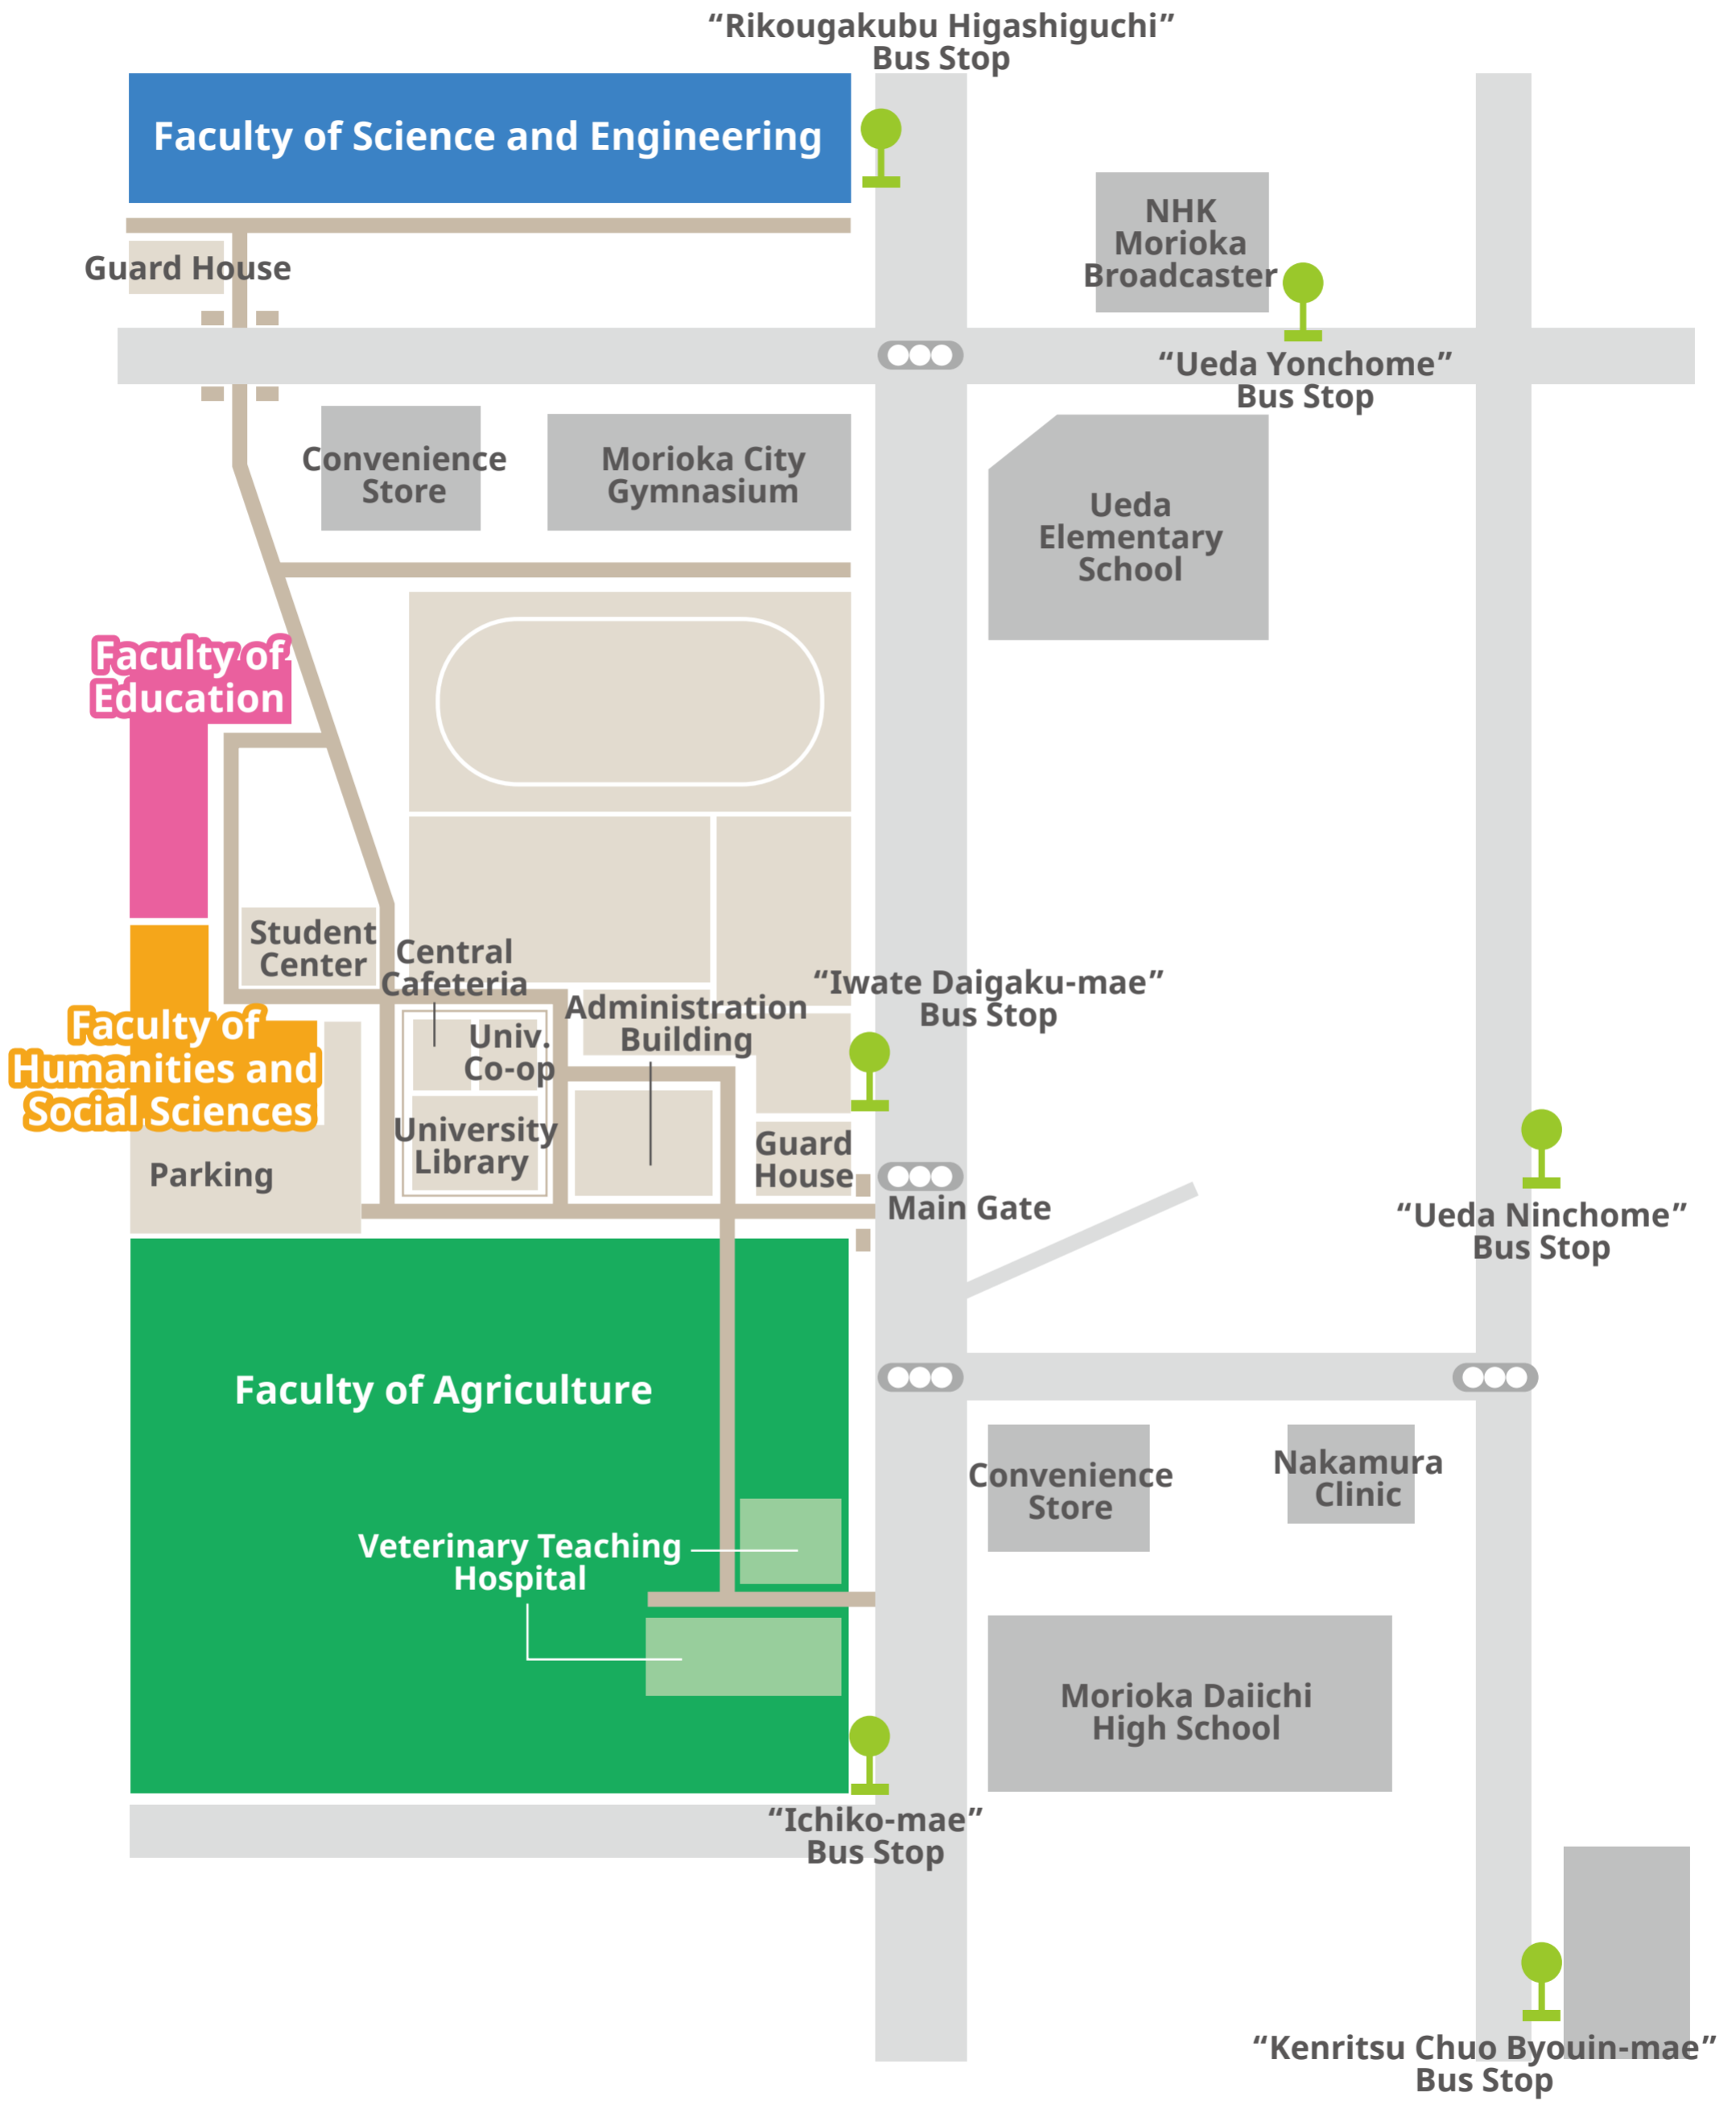 “Rikougakubu Higashiguchi”
Bus Stop
Faculty of Science and Engineering
NHK
Morioka
Broadcaster
Guard House
“Ueda Yonchome”
Bus Stop
Convenience
Store
Morioka City
Gymnasium
Ueda
Elementary
School
Faculty of
Education
Student
Center
Central
Cafeteria
“Iwate Daigaku-mae”
Bus Stop
Administration
Building
Faculty of
Humanities and
Social Sciences
Univ.
Co-op
University
Library
Guard
House
Parking
Main Gate
“Ueda Ninchome”
Bus Stop
Faculty of Agriculture
Convenience
Store
Nakamura
Clinic
Veterinary Teaching
Hospital
Morioka Daiichi
High School
“Ichiko-mae”
Bus Stop
“Kenritsu Chuo Byouin-mae”
Bus Stop